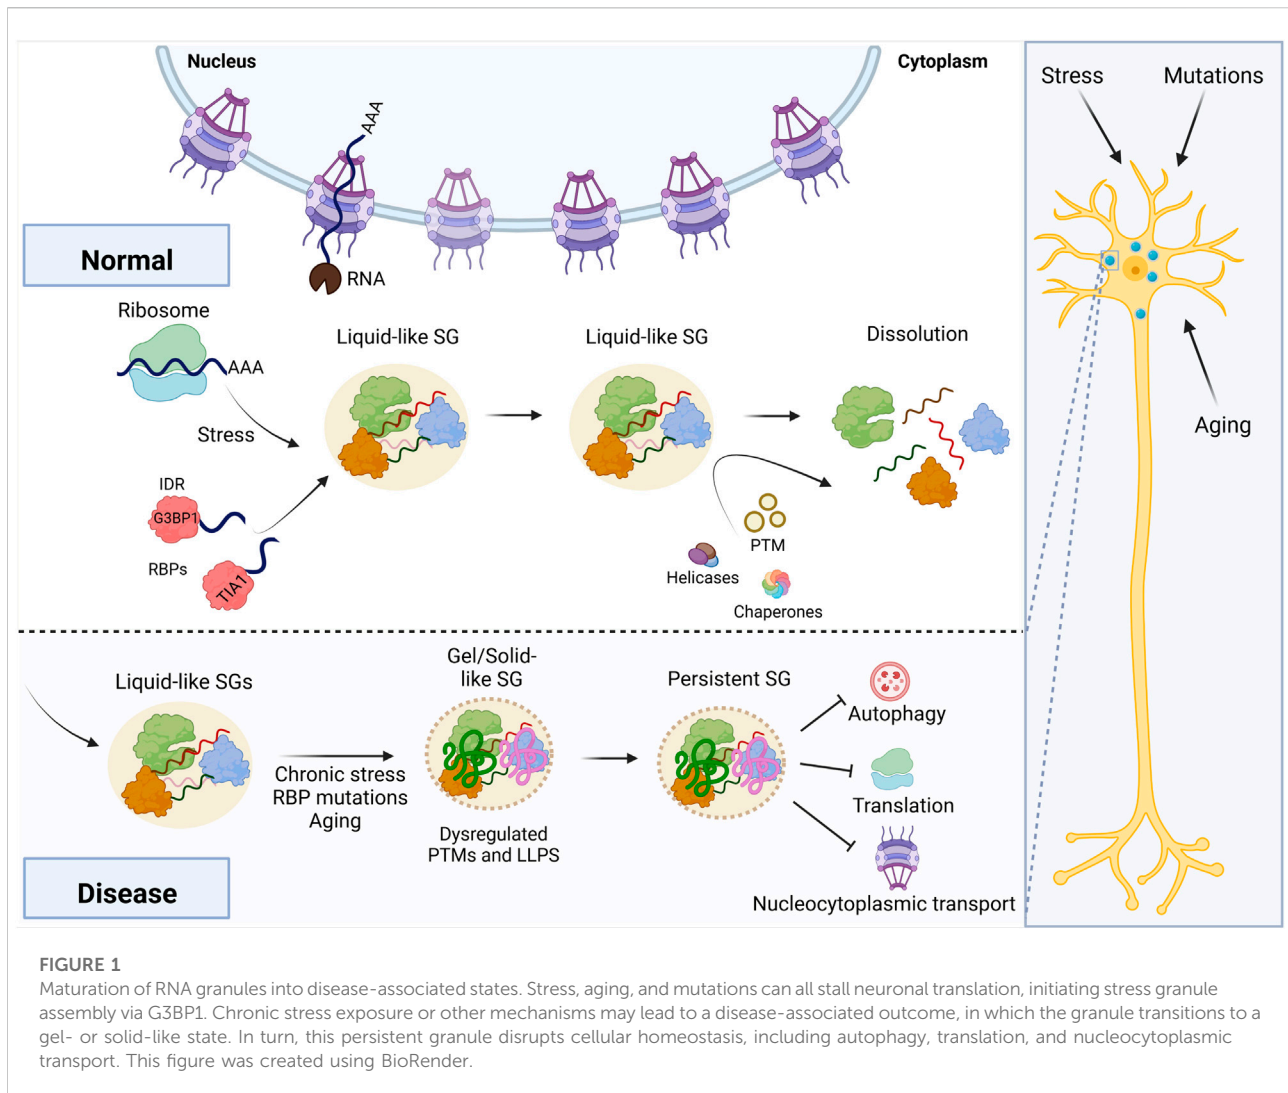 Nucleus
Cytoplasm
AAA
RNA
Normal
Ribosome
AAA
Stress
IDR
G3BP1
RBPs
TIA1
Liquid-like SG
Liquid-like SG
Dissolution
PTM
Helicases
Chaperones
Stress
Mutations
Aging
Liquid-like SGs
Chronic stress
RBP mutations
Aging
Gel/Solid-
like SG
Dysregulated
PTMs and LLPS
Persistent SG
Autophagy
Translation
Nucleocytoplasmic transport
Disease
FIGURE 1
Maturation of RNA granules into disease-associated states. Stress, aging, and mutations can all stall neuronal translation, initiating stress granule
assembly via G3BP1. Chronic stress exposure or other mechanisms may lead to a disease-associated outcome, in which the granule transitions to a
gel- or solid-like state. In turn, this persistent granule disrupts cellular homeostasis, including autophagy, translation, and nucleocytoplasmic
transport. This figure was created using BioRender.